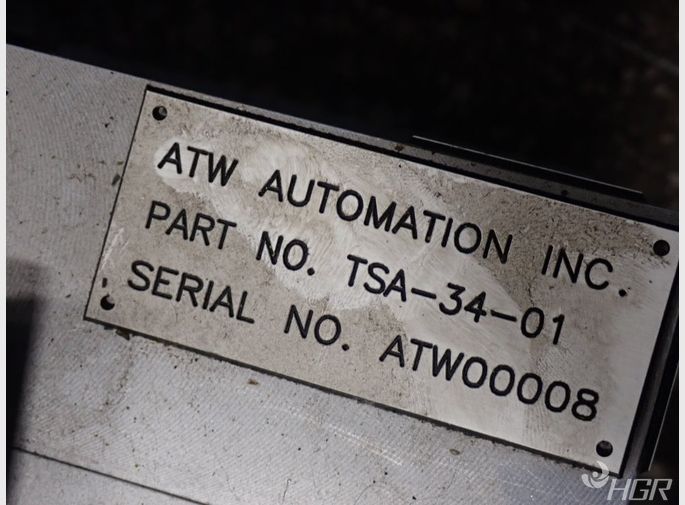 ATW AUTOMATION INC.
PART NO. TSA-34-01
SERIAL NO. ATW00008
HGR